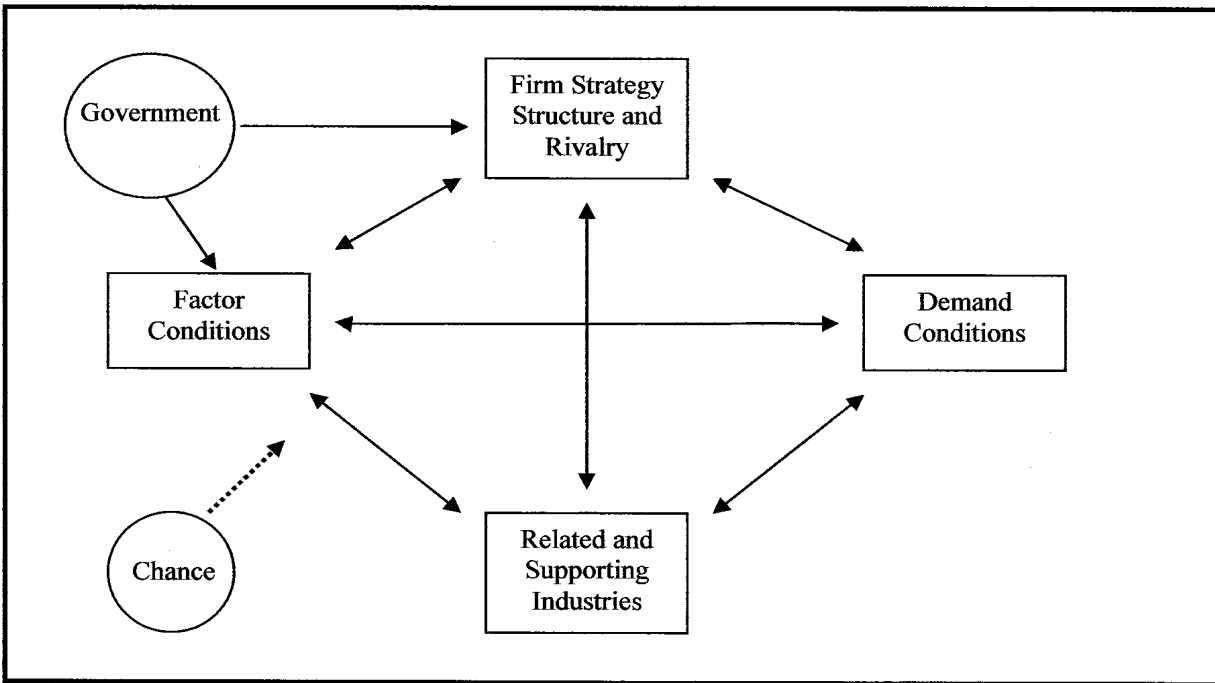 Government
Firm Strategy
Structure and
Rivalry
Factor
Conditions
Demand
Conditions
Chance
Related and
Supporting
Industries